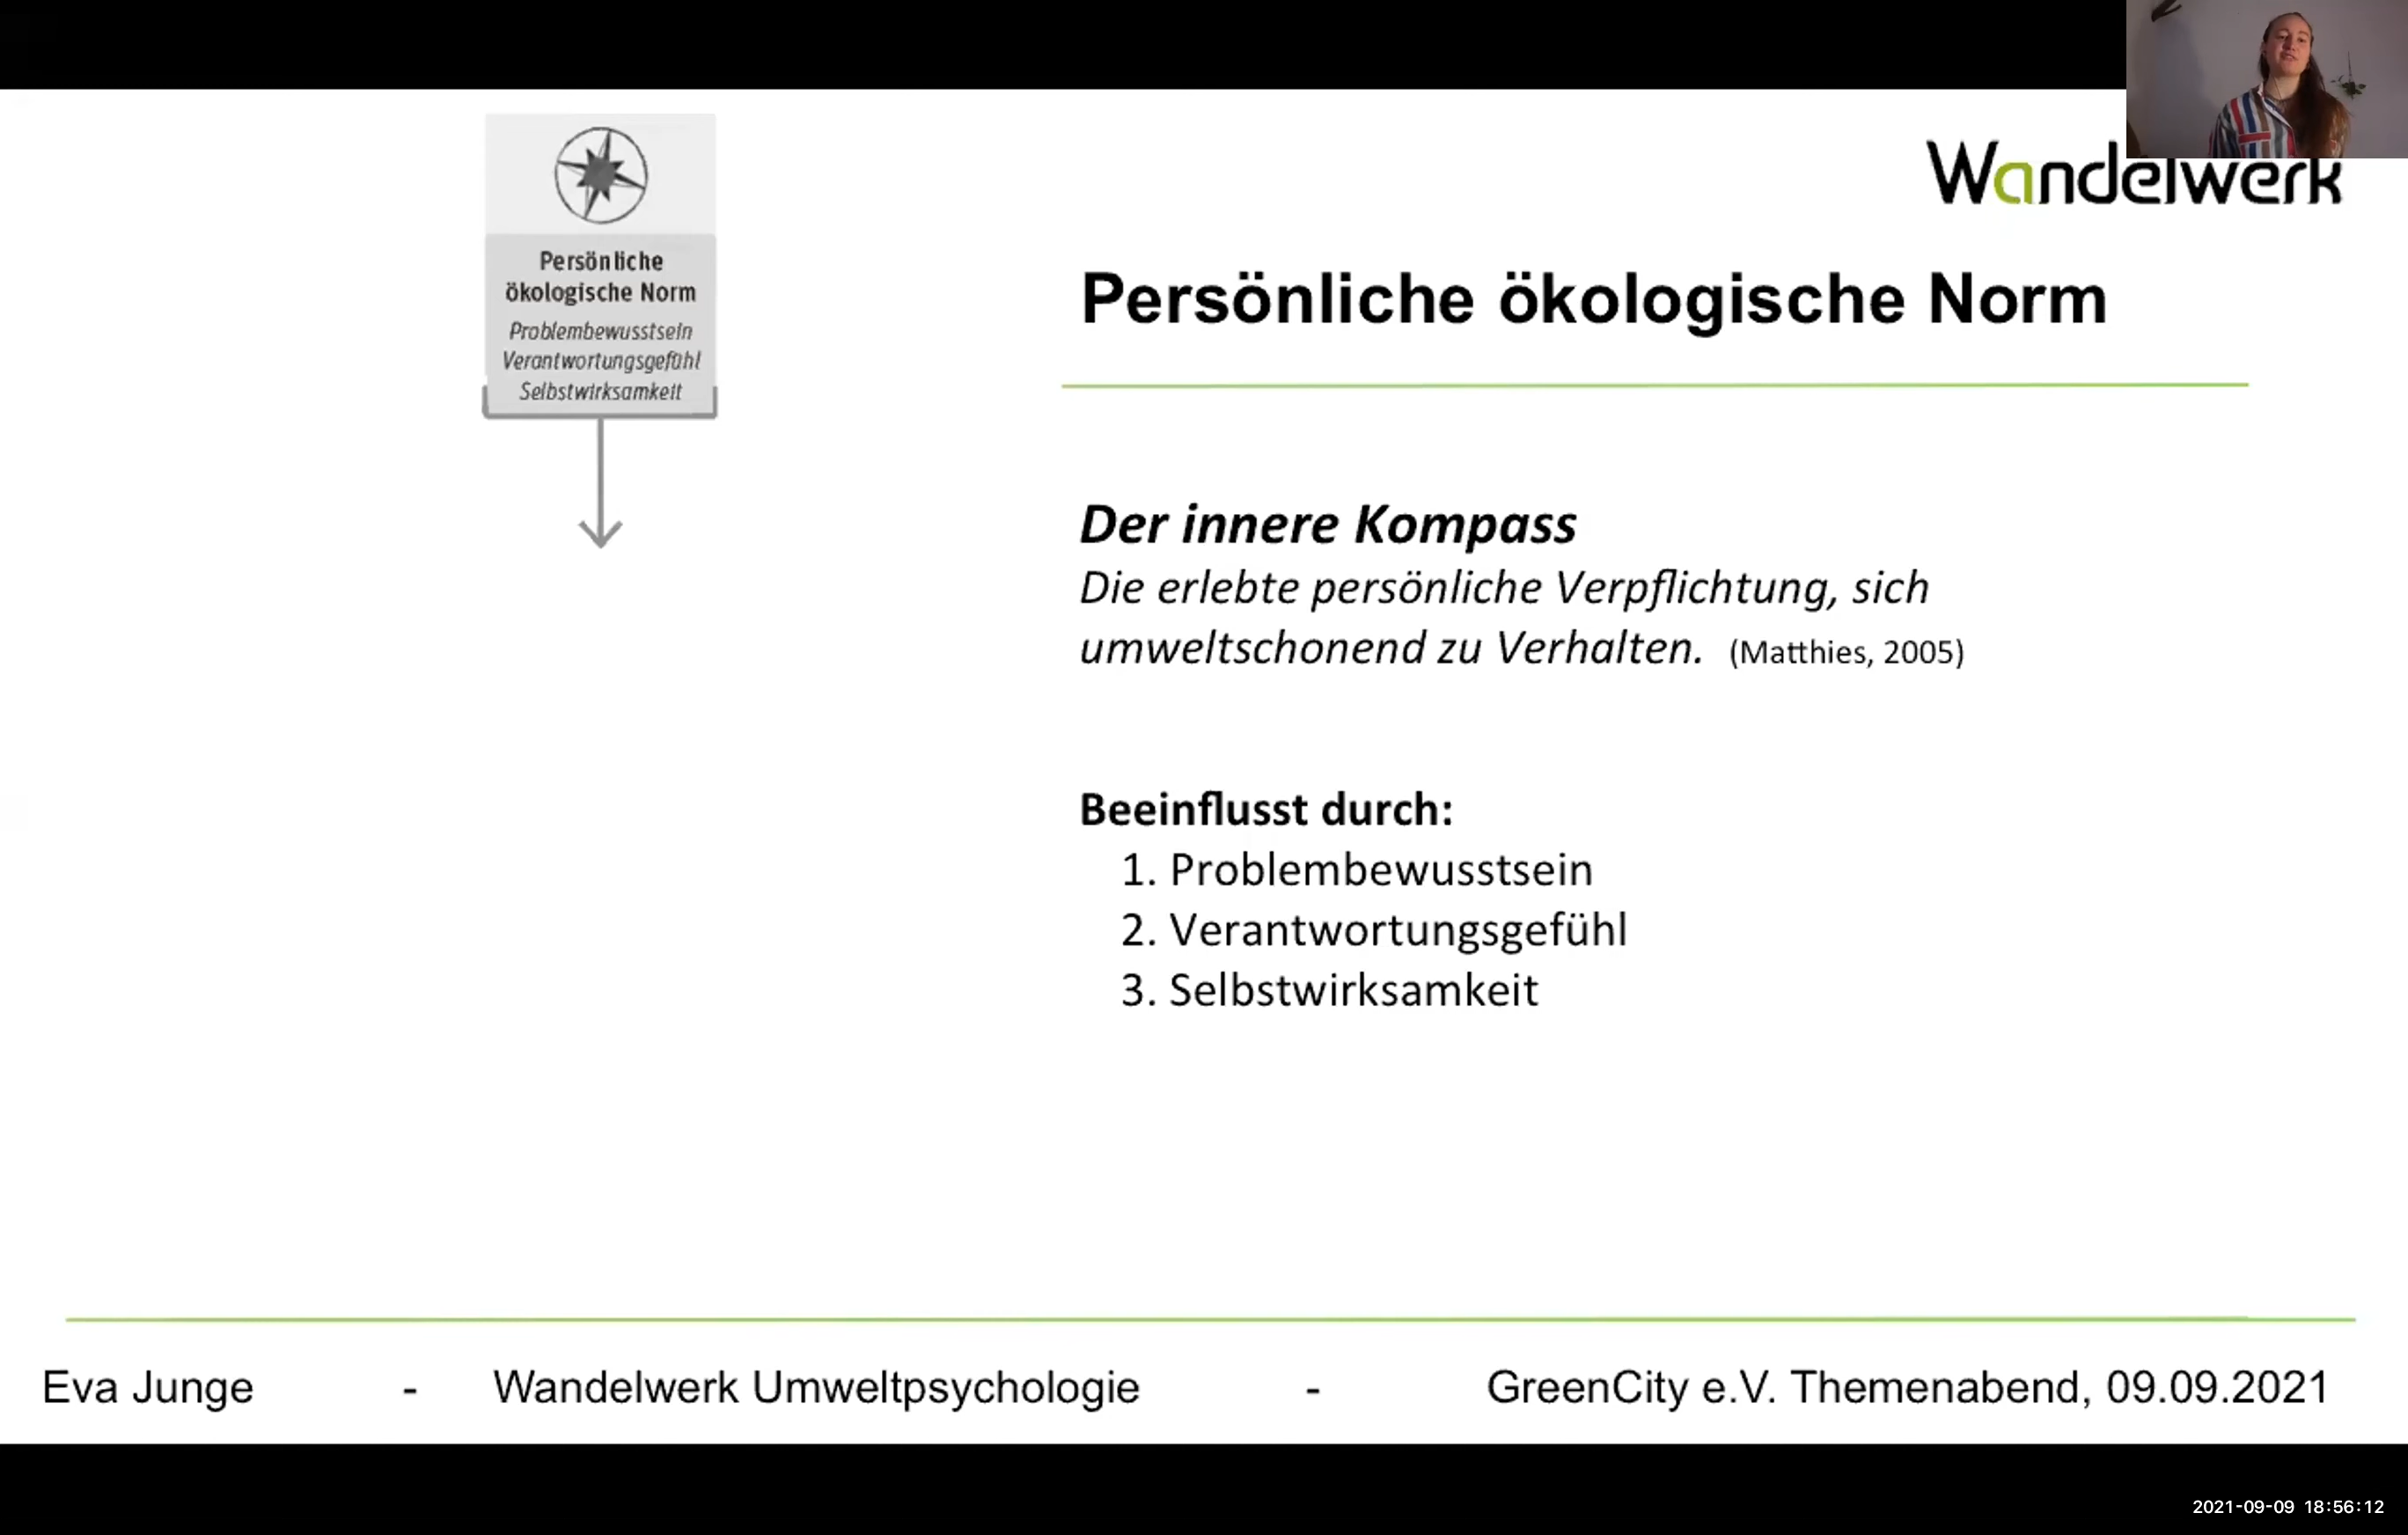 Wandelwerk
Persönliche
ökologische Norm
Problembewusstsein
Verantwortungsgefühl
Selbstwirksamkeit
Persönliche ökologische Norm
Der innere Kompass
Die erlebte persönliche Verpflichtung, sich
umweltschonend zu Verhalten. (Matthies, 2005)
Beeinflusst durch:
1. Problembewusstsein
2. Verantwortungsgefühl
3. Selbstwirksamkeit
Eva Junge - Wandelwerk Umweltpsychologie - GreenCity e.V. Themenabend, 09.09.2021
2021-09-09 18:56:12